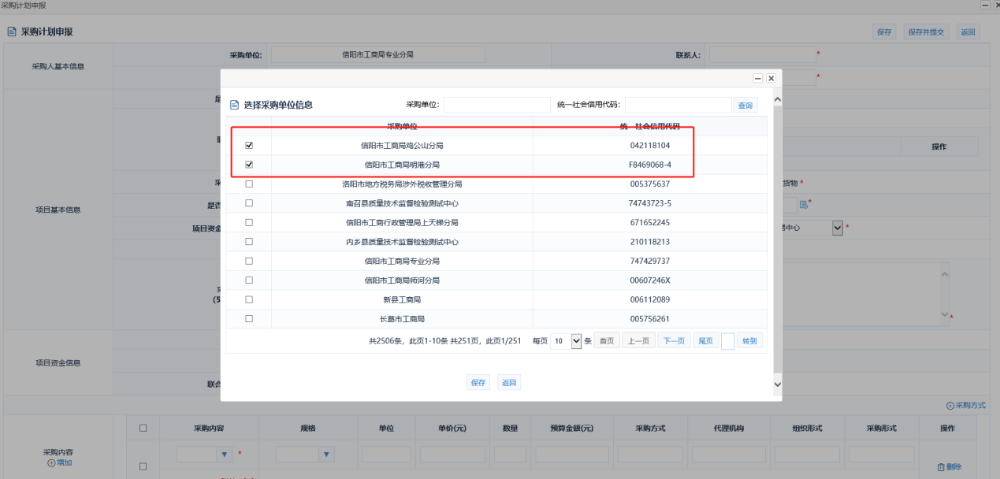 采购计划申报
采购计划申报 保存 保存并提交 返回
采购人基本信息 采购单位: 信阳市工商局专业分局 联系人: *
*
选择采购单位信息 采购单位: 统一社会信用代码: 查询
采购单位 统一社会信用代码
信阳市工商局鸡公山分局 042118104
信阳市工商局明港分局 F8469068-4
洛阳市地方税务局涉外税收管理分局 005375637
南召县质量技术监督检验测试中心 74743723-5
信阳市工商行政管理局上天梯分局 671652245
内乡县质量技术监督检验测试中心 210118213
信阳市工商局专业分局 747429737
信阳市工商局浉河分局 00607246X
新县工商局 006112089
长葛市工商局 005756261
共2506条, 此页1-10条 共251页, 此页1/251 每页 10 条 首页 上一页 下一页 尾页 转到
保存 返回
操作
货物 *
项目基本信息 是否 *
项目资金 中心 *
(5
*
项目资金信息
联合
采购方式
采购内容 规格 单位 单价(元) 数量 预算金额(元) 采购方式 代理机构 组织形式 采购形式 操作
采购内容
增加 * 删除